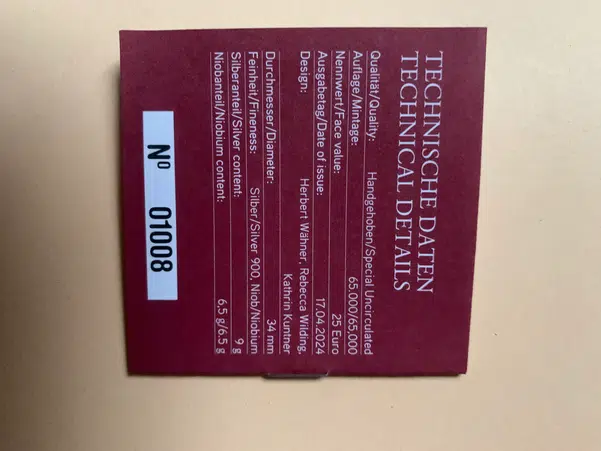 TECHNISCHE DATEN
TECHNICAL DETAILS
Qualität/Quality: Handgehoben/Special Uncirculated
Auflage/Mintage: 65.000/65,000
Nennwert/Face value: 25 Euro
Ausgabetag/Date of issue: 17.04.2024
Design: Herbert Wähner, Rebecca Wilding,
Kathrin Kuntner
Durchmesser/Diameter: 34 mm
Feinheit/Fineness: Silber/Silver 900, Niob/Niobium
Silberanteil/Silver content: 9 g
Niobanteil/Niobium content: 6,5 g/6.5 g
Nº 01008